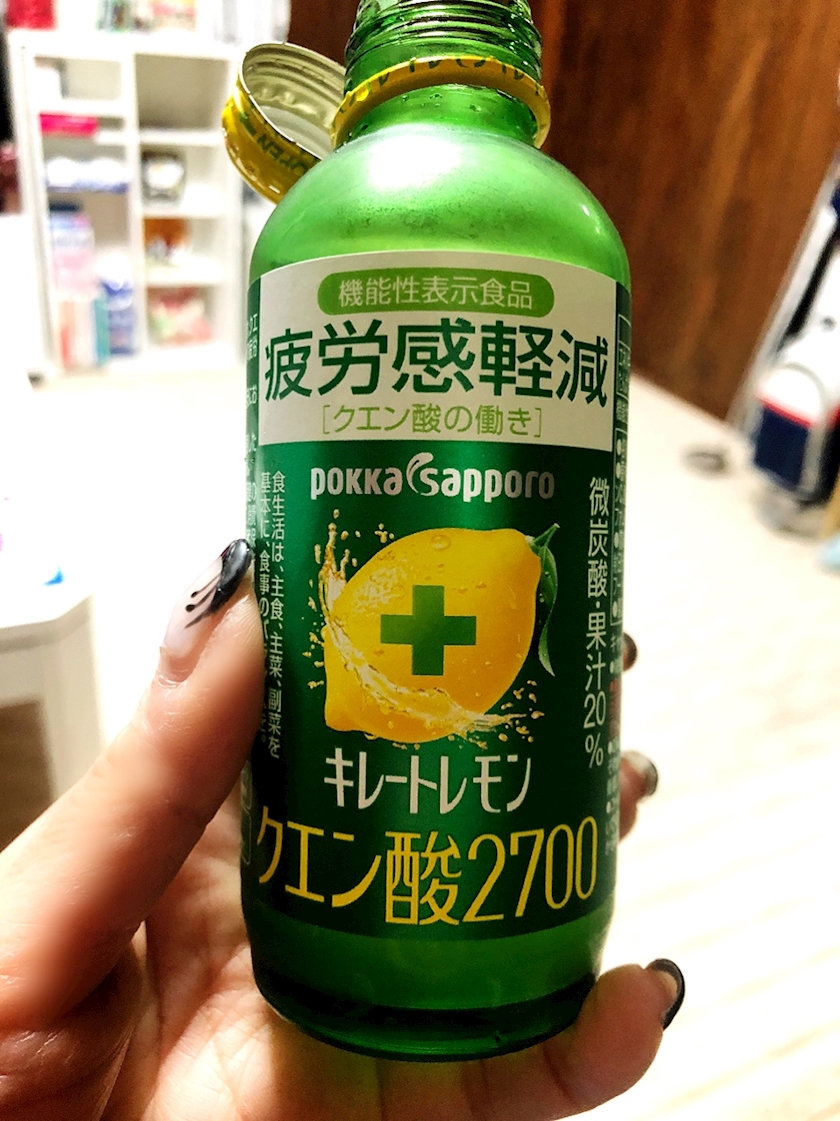 OPEN
機能性表示食品
疲労感軽減
[クエン酸の働き]
pokka sapporo
微炭酸・果汁20%
食生活は、主食、主菜、副菜を
基本に、食事の
キレートレモン
クエン酸2700